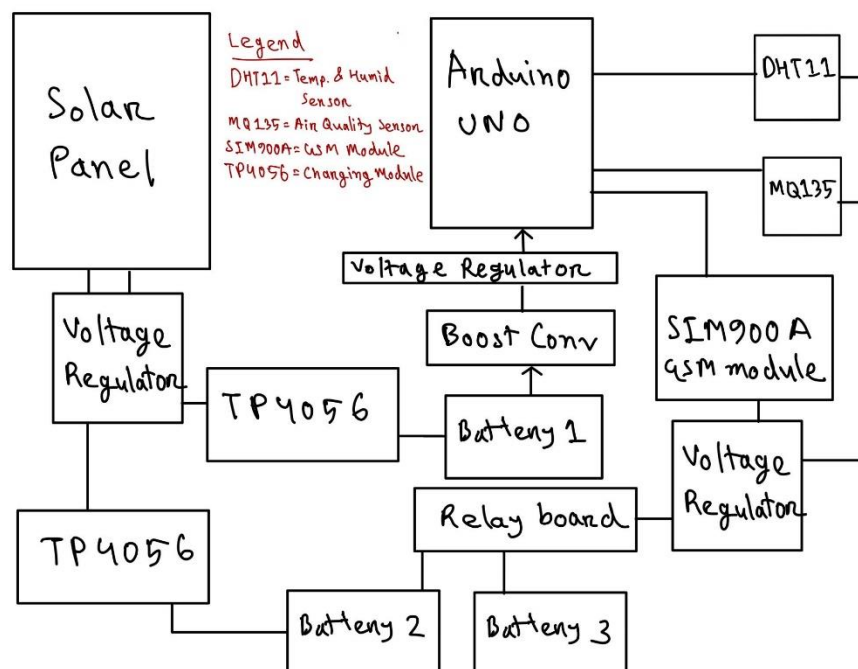 Solar
Panel
Legend
DHT11 = Temp. & Humid
Sensor
MQ135 = Air Quality Sensor
SIM900A = GSM Module
TP4056 = Charging Module
Arduino
UNO
DHT11
MQ135
Voltage Regulator
Boost Conv
SIM900A
GSM module
Voltage
Regulator
TP4056
Battery 1
Voltage
Regulator
Relay board
TP4056
Battery 2
Battery 3